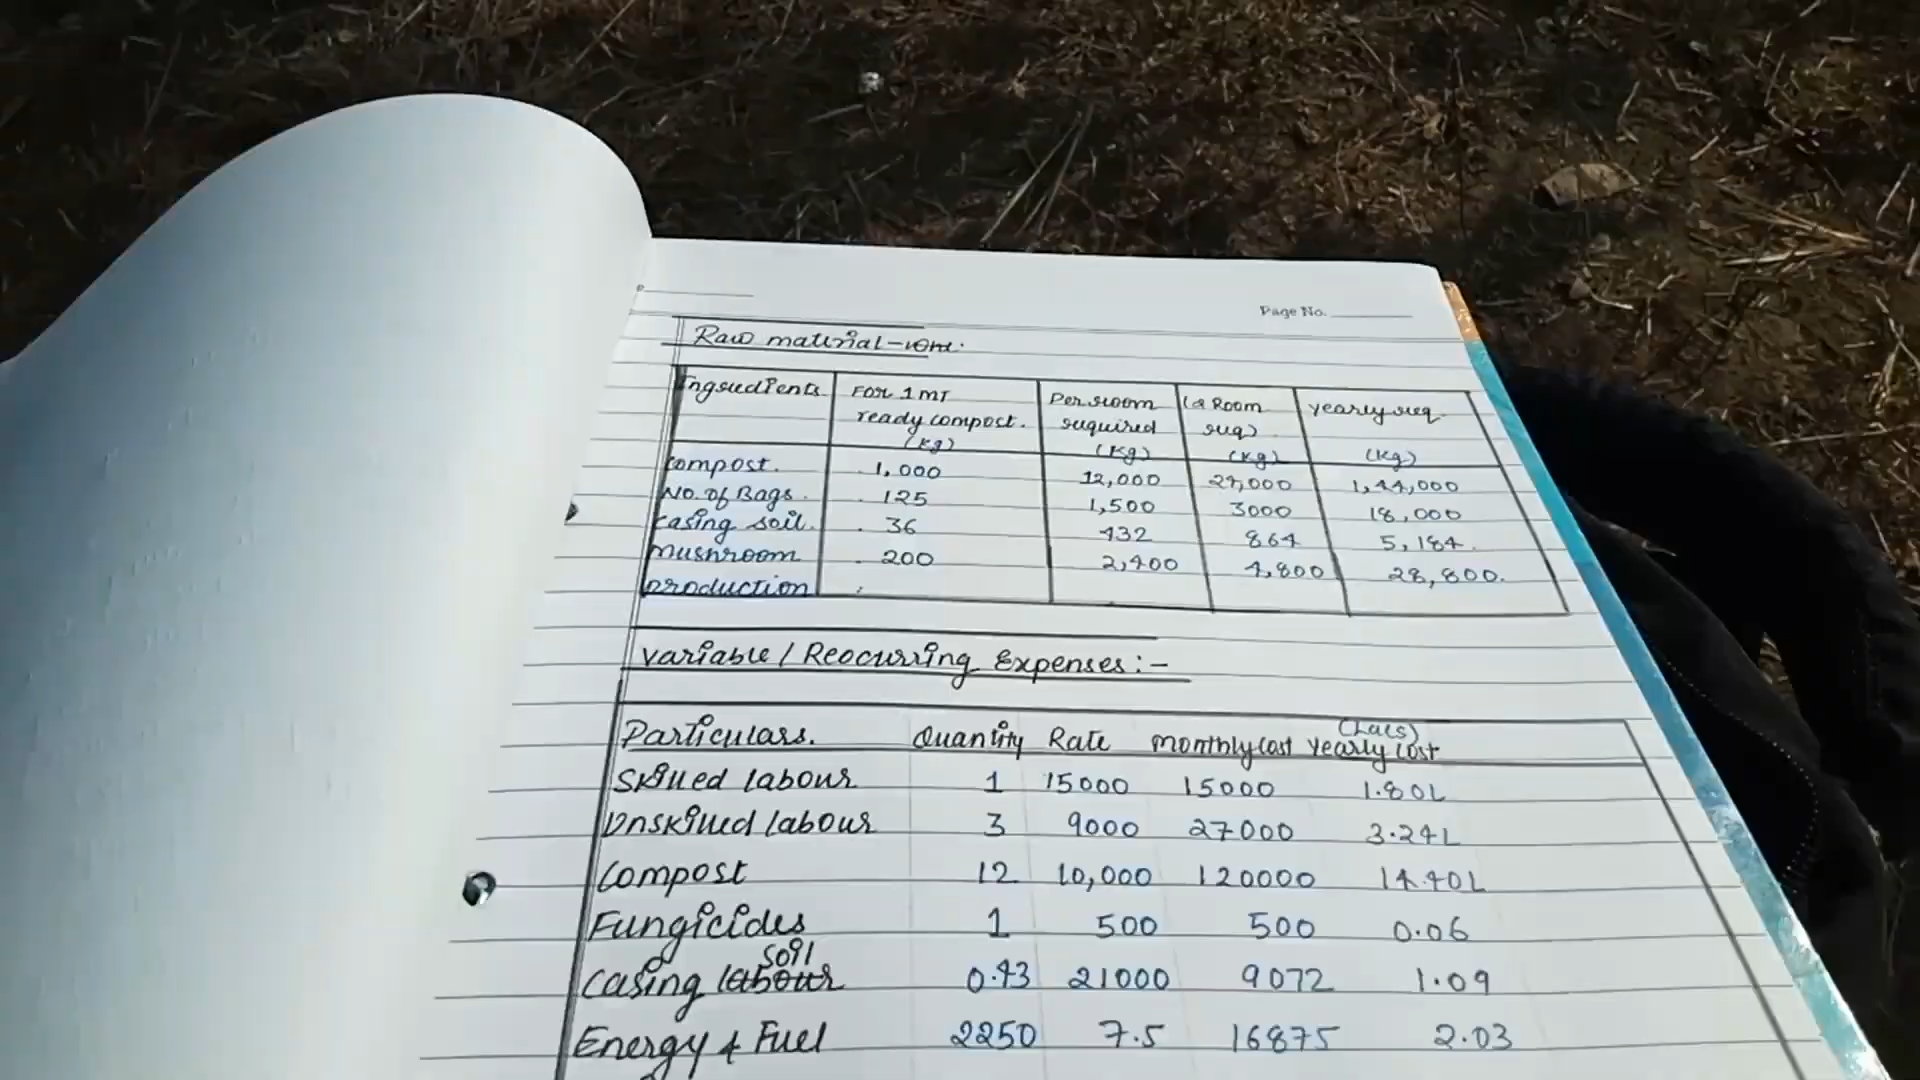 Page No.
Raw material
Ingredients For 1 MT ready compost. (Kg) Per room required (Kg) (2 Room req) (Kg) yearly req. (Kg)
compost. 1,000 12,000 24,000 1,44,000
No. of Bags. 125 1,500 3000 18,000
casing soil. 36 432 864 5,184.
mushroom production 200 2,400 4,800 28,800.
Variable / Reocurring Expenses :-
Particulars. Quantity Rate monthly cost (Lacs) yearly cost
Skilled labour 1 15000 15000 1.80L
Unskilled labour 3 9000 27000 3.24L
Compost 12 10,000 120000 14.40L
Fungicides 1 500 500 0.06
Casing soil 0.43 21000 9072 1.09
Energy & Fuel 2250 7.5 16875 2.03